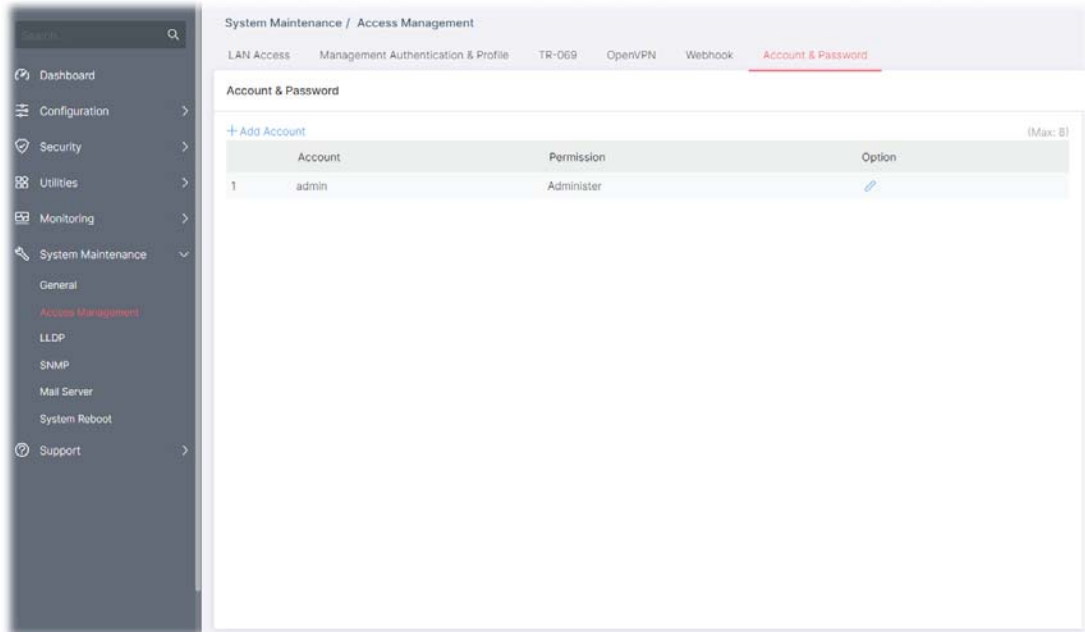 Search
Dashboard
Configuration
Security
Utilities
Monitoring
System Maintenance
General
Access Management
LLDP
SNMP
Mail Server
System Reboot
Support
System Maintenance / Access Management
LAN Access Management Authentication & Profile TR-069 OpenVPN Webhook Account & Password
Account & Password
+ Add Account (Max: 8)
Account Permission Option
1 admin Administer